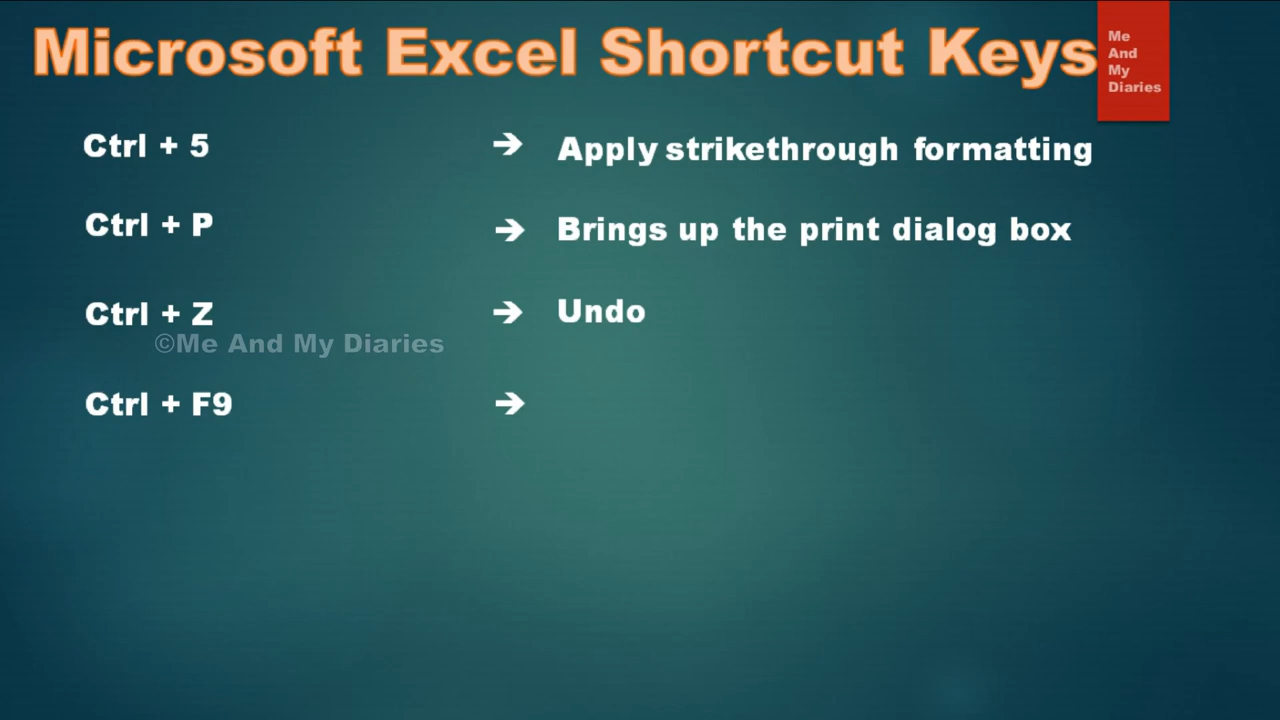 Microsoft Excel Shortcut Keys
Me
And
My
Diaries
Ctrl + 5 ➔ Apply strikethrough formatting
Ctrl + P ➔ Brings up the print dialog box
Ctrl + Z ➔ Undo
©Me And My Diaries
Ctrl + F9 ➔